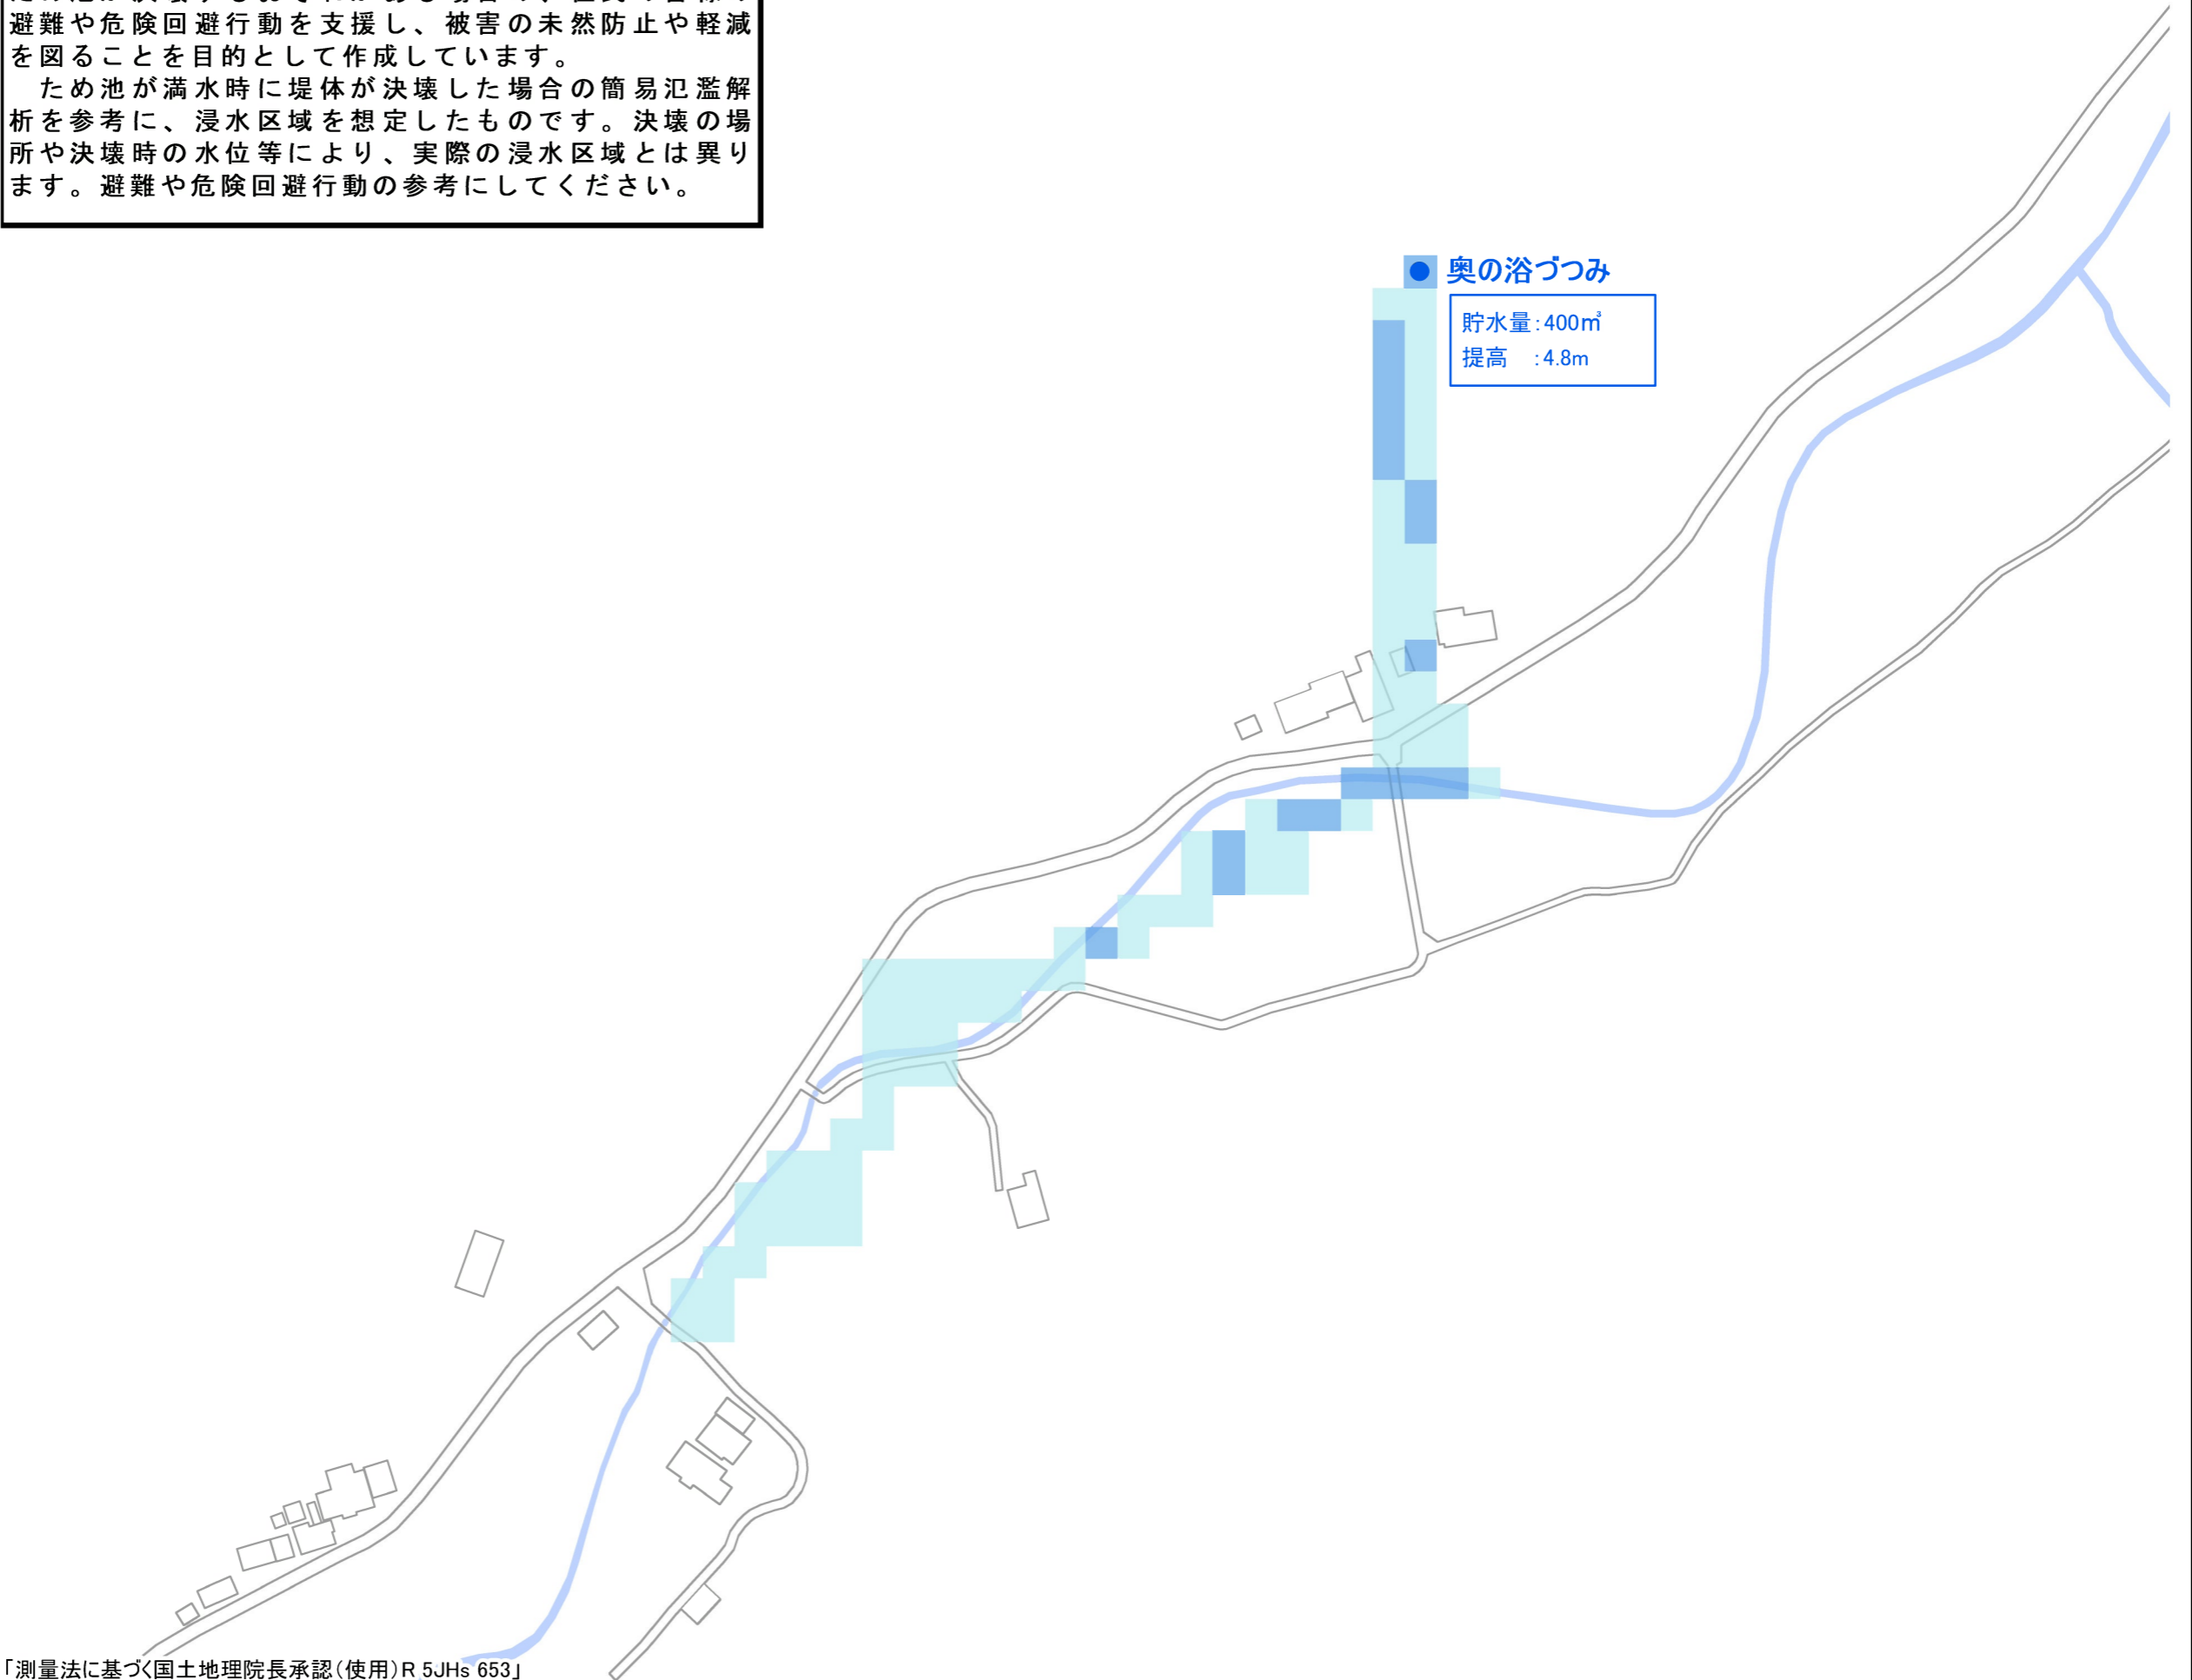 避難や危険回避行動を支援し、被害の未然防止や軽減
を図ることを目的として作成しています。
　ため池が満水時に堤体が決壊した場合の簡易氾濫解
析を参考に、浸水区域を想定したものです。決壊の場
所や決壊時の水位等により、実際の浸水区域とは異り
ます。避難や危険回避行動の参考にしてください。
奥の浴づつみ
貯水量：400㎥
提高　：4.8m
「測量法に基づく国土地理院長承認（使用）R 5JHs 653」